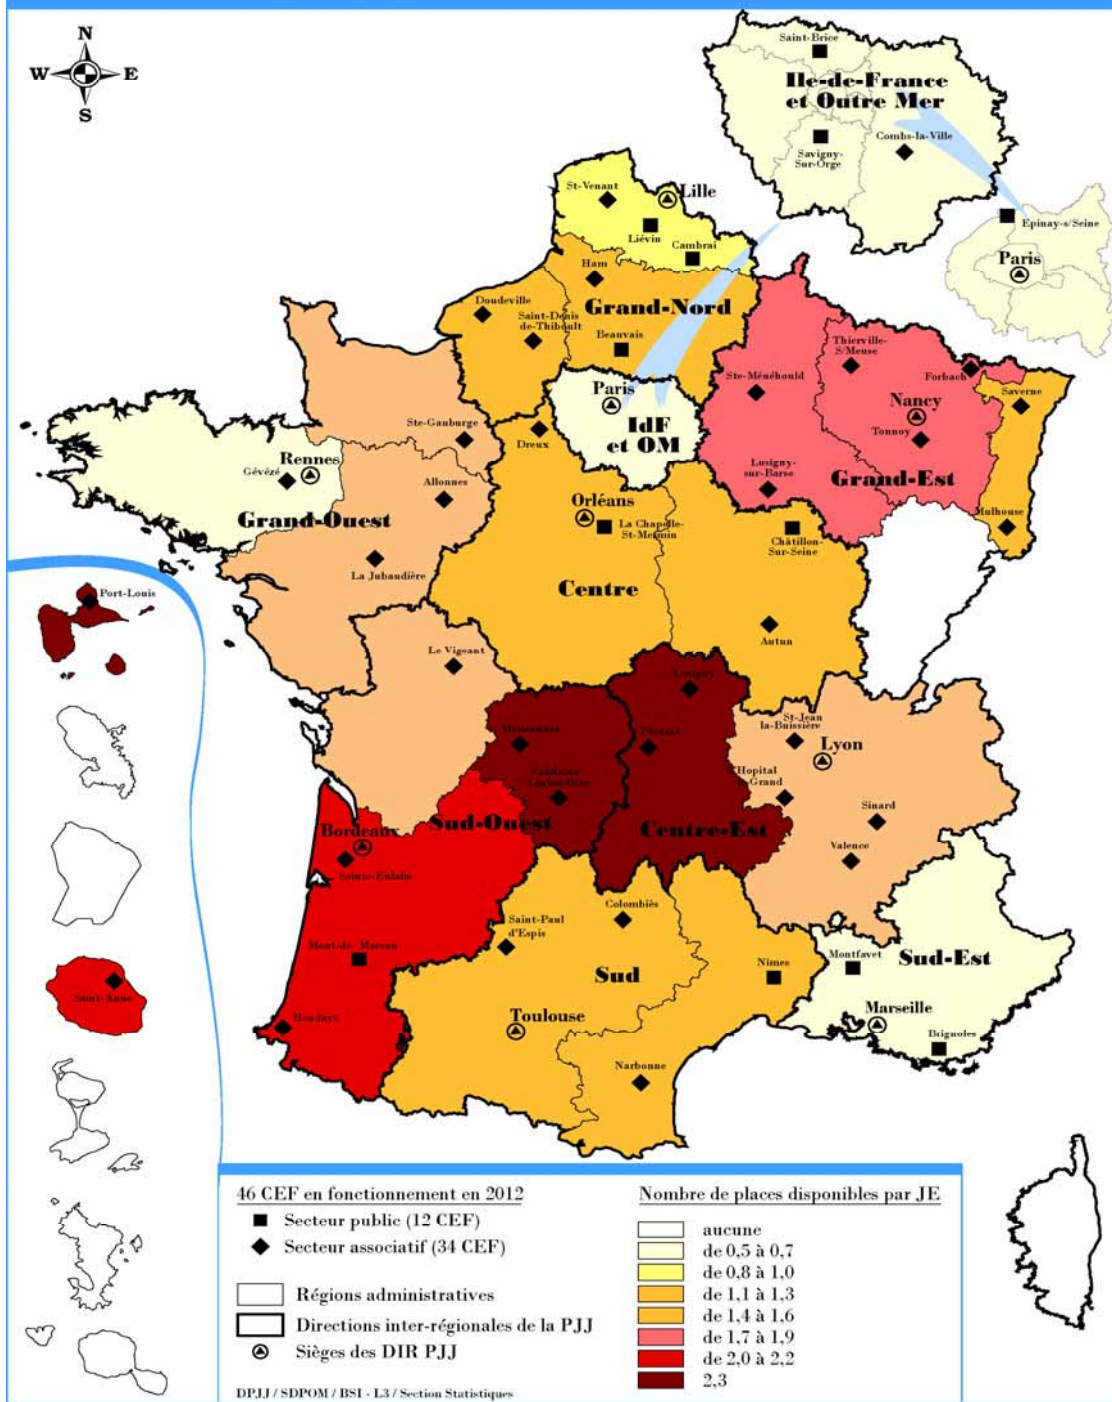 N
W
E
S
Saint-Brice
Ile-de-France
et Outre Mer
Combs-la-Ville
Savigny-
Sur-Orge
Epinay-s/Seine
Paris
St-Venant
Lille
Liévin
Cambrai
Ham
Grand-Nord
Doudeville
Saint-Denis
de-Thiboult
Beauvais
Thierville-
S/Meuse
Forbach
Ste-Ménéhould
Saverne
Paris
Nancy
Ste-Gauburge
Dreux
IdF
et OM
Tonnoy
Rennes
Gévézé
Lusigny-
sur-Barse
Grand-Est
Allonnes
Orléans
Grand-Ouest
La Chapelle-
St-Mesmin
Mulhouse
Châtillon-
Sur-Seine
La Jubaudière
Centre
Port-Louis
Autun
Le Vigeant
Lusigny
St-Jean
la-Buissière
Lyon
L'Hopital
le-Grand
Sinard
Sud-Ouest
Centre-Est
Bordeaux
Valence
Sainte-Eulalie
Colombiès
Saint-Paul
d'Espis
Mont-de- Marsan
Nimes
Montfavet
Sud-Est
Sud
Saint-Anne
Marseille
Toulouse
Hendaye
Brignoles
Narbonne
46 CEF en fonctionnement en 2012
Secteur public (12 CEF)
Secteur associatif (34 CEF)
Régions administratives
Directions inter-régionales de la PJJ
Sièges des DIR PJJ
DPJJ / SDPOM / BSI - L3 / Section Statistiques
Nombre de places disponibles par JE
aucune
de 0,5 à 0,7
de 0,8 à 1,0
de 1,1 à 1,3
de 1,4 à 1,6
de 1,7 à 1,9
de 2,0 à 2,2
2,3